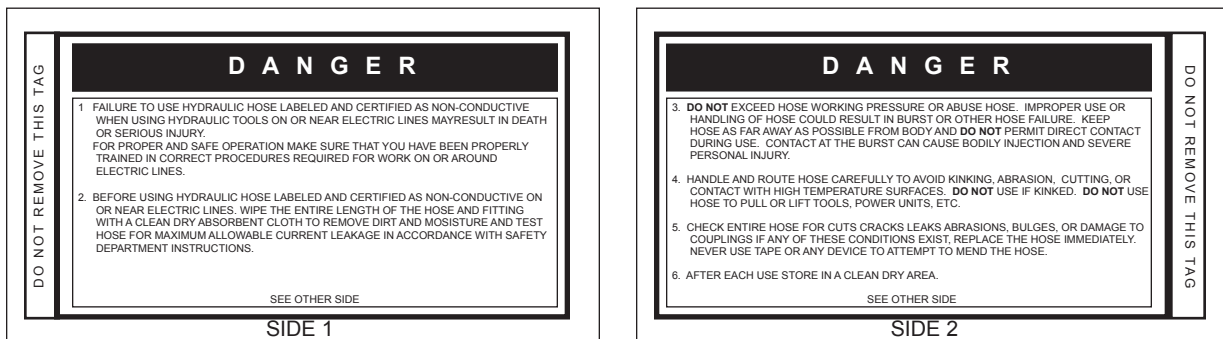 DO NOT REMOVE THIS TAG
D A N G E R
1 FAILURE TO USE HYDRAULIC HOSE LABELED AND CERTIFIED AS NON-CONDUCTIVE
WHEN USING HYDRAULIC TOOLS ON OR NEAR ELECTRIC LINES MAYRESULT IN DEATH
OR SERIOUS INJURY.
FOR PROPER AND SAFE OPERATION MAKE SURE THAT YOU HAVE BEEN PROPERLY
TRAINED IN CORRECT PROCEDURES REQUIRED FOR WORK ON OR AROUND
ELECTRIC LINES.
2. BEFORE USING HYDRAULIC HOSE LABELED AND CERTIFIED AS NON-CONDUCTIVE ON
OR NEAR ELECTRIC LINES. WIPE THE ENTIRE LENGTH OF THE HOSE AND FITTING
WITH A CLEAN DRY ABSORBENT CLOTH TO REMOVE DIRT AND MOSISTURE AND TEST
HOSE FOR MAXIMUM ALLOWABLE CURRENT LEAKAGE IN ACCORDANCE WITH SAFETY
DEPARTMENT INSTRUCTIONS.
SEE OTHER SIDE
SIDE 1
D A N G E R
3. DO NOT EXCEED HOSE WORKING PRESSURE OR ABUSE HOSE. IMPROPER USE OR
HANDLING OF HOSE COULD RESULT IN BURST OR OTHER HOSE FAILURE. KEEP
HOSE AS FAR AWAY AS POSSIBLE FROM BODY AND DO NOT PERMIT DIRECT CONTACT
DURING USE. CONTACT AT THE BURST CAN CAUSE BODILY INJECTION AND SEVERE
PERSONAL INJURY.
4. HANDLE AND ROUTE HOSE CAREFULLY TO AVOID KINKING, ABRASION, CUTTING, OR
CONTACT WITH HIGH TEMPERATURE SURFACES. DO NOT USE IF KINKED. DO NOT USE
HOSE TO PULL OR LIFT TOOLS, POWER UNITS, ETC.
5. CHECK ENTIRE HOSE FOR CUTS CRACKS LEAKS ABRASIONS, BULGES, OR DAMAGE TO
COUPLINGS IF ANY OF THESE CONDITIONS EXIST, REPLACE THE HOSE IMMEDIATELY.
NEVER USE TAPE OR ANY DEVICE TO ATTEMPT TO MEND THE HOSE.
6. AFTER EACH USE STORE IN A CLEAN DRY AREA.
SEE OTHER SIDE
DO NOT REMOVE THIS TAG
SIDE 2